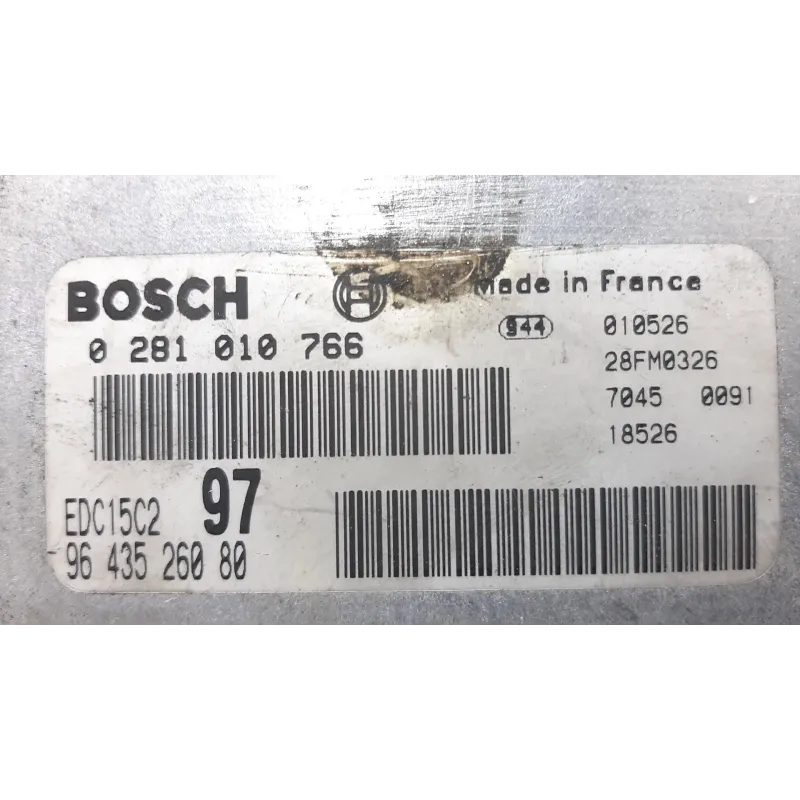 BOSCH
Made in France
0 281 010 766
944 010526
28FM0326
7045 0091
18526
EDC15C2 97
96 435 260 80